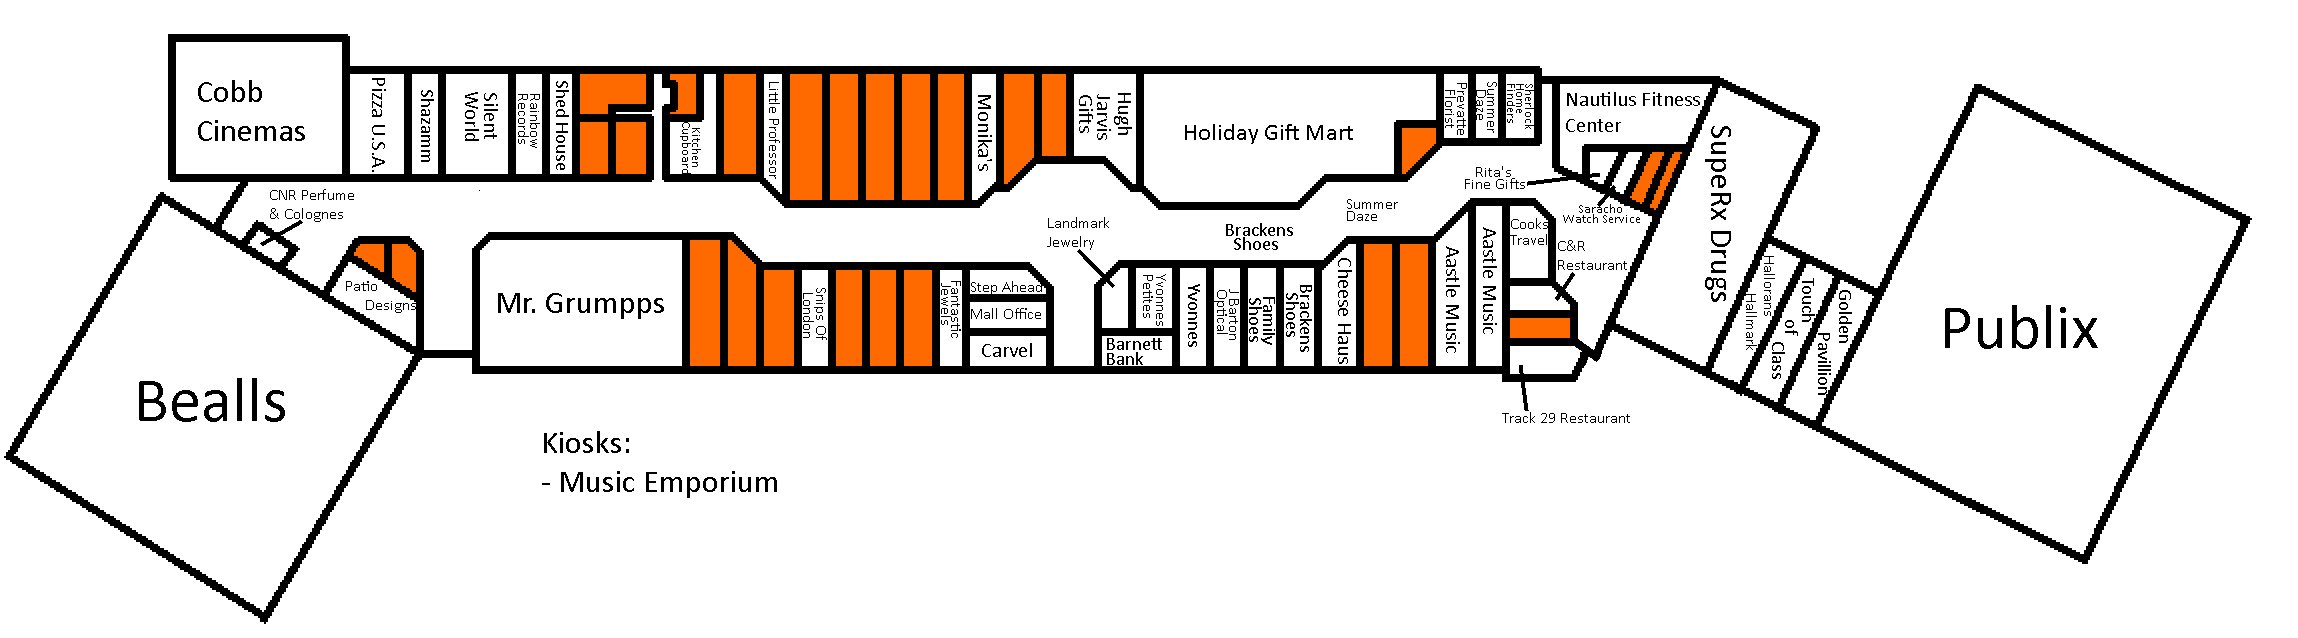 Cobb
Cinemas
Pizza U.S.A.
Shazamm
Silent
World
Rainbow
Records
Shed House
Kitchen
Cupboard
Little Professor
Monika's
Hugh
Jarvis
Gifts
Holiday Gift Mart
Prevatte
Florist
Summer
Daze
Sherlock
Home
Finders
Nautilus Fitness
Center
SupeRx Drugs
Rita's
Fine Gifts
Saracho
Watch Service
CNR Perfume
& Colognes
Patio
Designs
Bealls
Mr. Grumpps
Snips Of
London
Fantastic
Jewels
Step Ahead
Mall Office
Carvel
Landmark
Jewelry
Yvonnes
Petites
Barnett
Bank
Yvonnes
J Barton
Optical
Family
Shoes
Brackens
Shoes
Brackens
Shoes
Summer
Daze
Cheese Haus
Aastle Music
Aastle Music
Cooks
Travel
C&R
Restaurant
Track 29 Restaurant
Hallorans
Hallmark
Touch
of
Class
Golden
Pavillion
Publix
Kiosks:
- Music Emporium